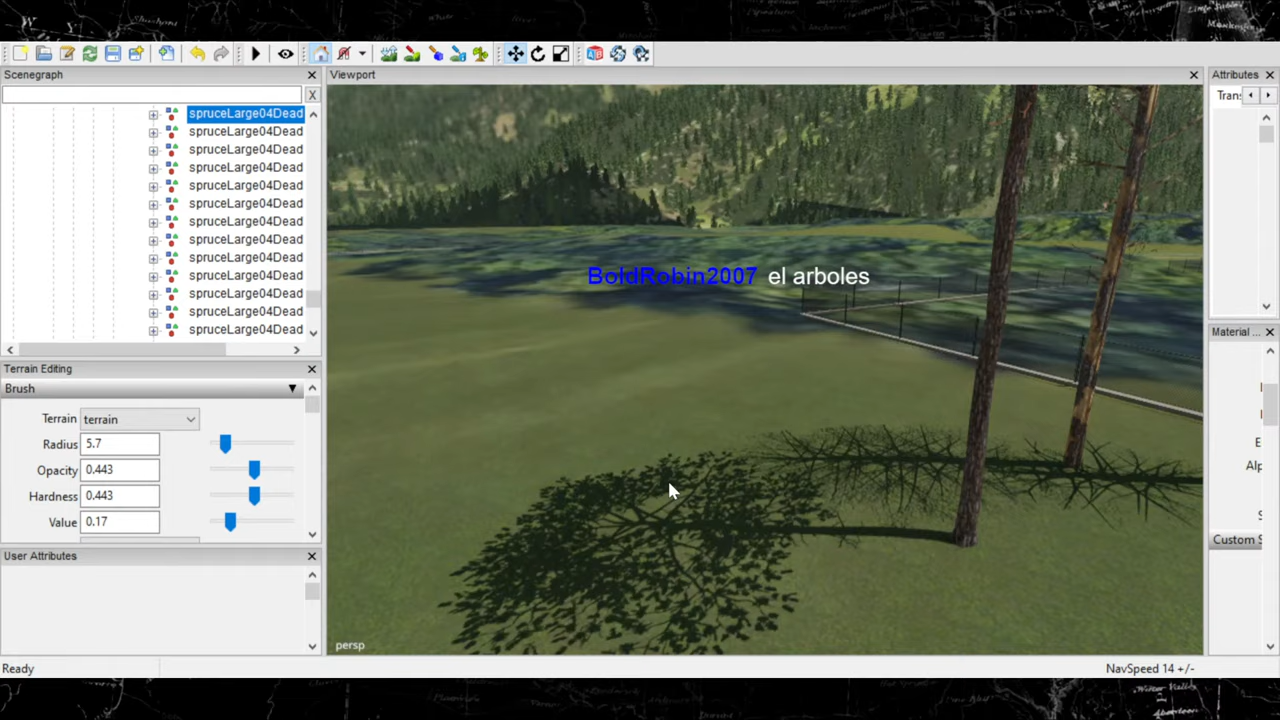 Scenegraph
X
spruceLarge04Dead
spruceLarge04Dead
spruceLarge04Dead
spruceLarge04Dead
spruceLarge04Dead
spruceLarge04Dead
spruceLarge04Dead
spruceLarge04Dead
spruceLarge04Dead
spruceLarge04Dead
spruceLarge04Dead
spruceLarge04Dead
spruceLarge04Dead
Terrain Editing
Brush
Terrain terrain
Radius 5.7
Opacity 0.443
Hardness 0.443
Value 0.17
User Attributes
Ready
Viewport
BoldRobin2007 el arboles
persp
Attributes
Trans
Material ...
E
Alp
S
Custom S
NavSpeed 14 +/-